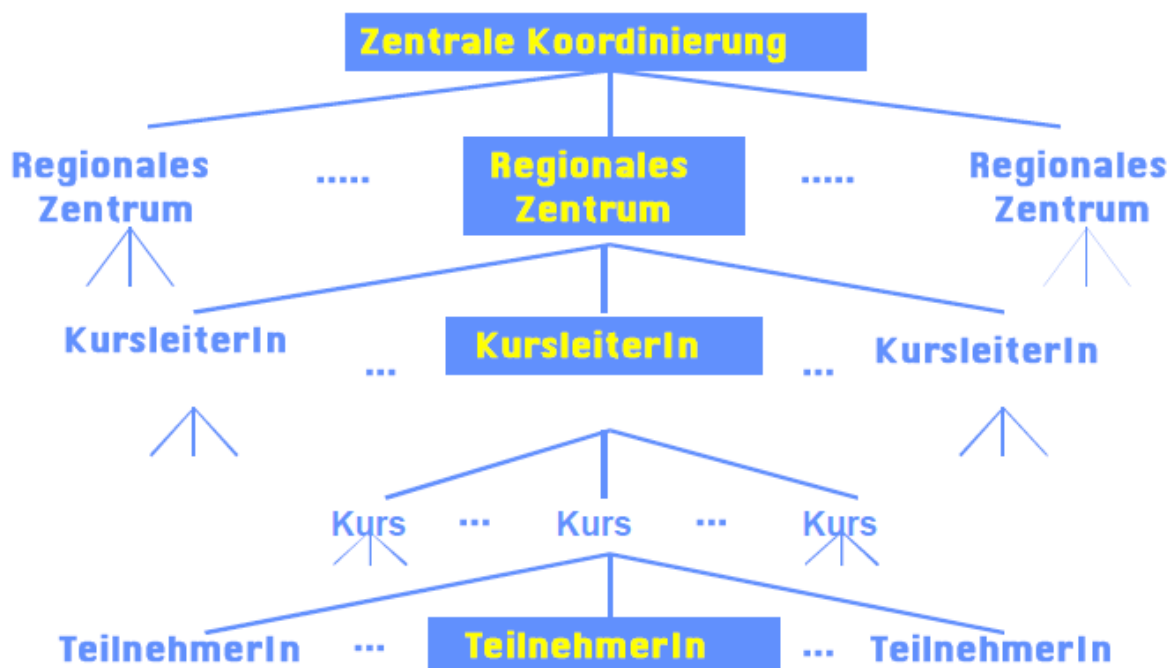 Zentrale Koordinierung
Regionales ..... Regionales ..... Regionales
Zentrum Zentrum Zentrum
KursleiterIn ... KursleiterIn ... KursleiterIn
Kurs ... Kurs ... Kurs
TeilnehmerIn ... TeilnehmerIn ... TeilnehmerIn